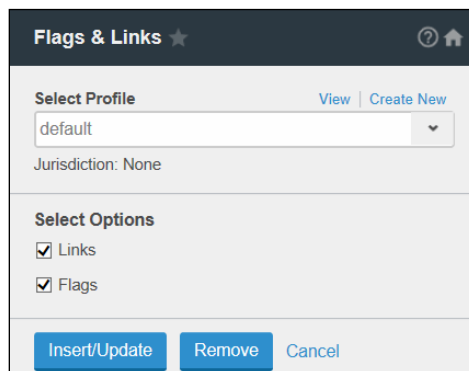 Flags & Links
Select Profile View | Create New
default
Jurisdiction: None
Select Options
Links
Flags
Insert/Update Remove Cancel